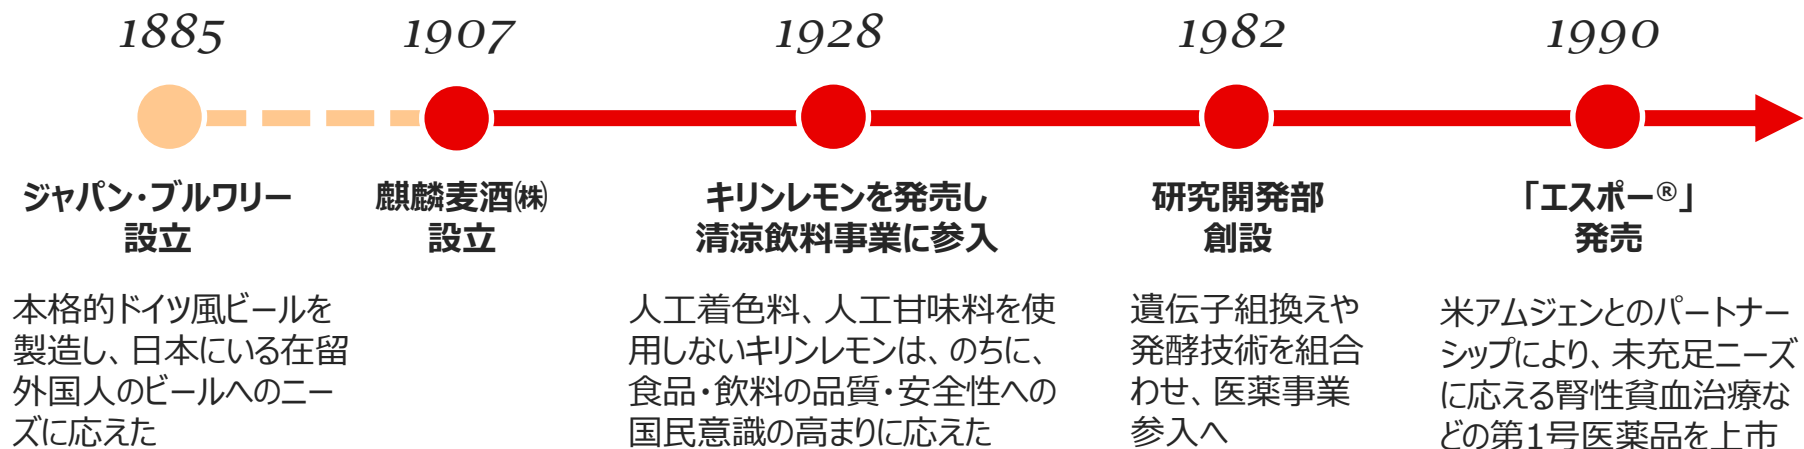 1885
1907
1928
1982
1990
ジャパン・ブルワリー
設立
麒麟麦酒㈱
設立
キリンレモンを発売し
清涼飲料事業に参入
研究開発部
創設
「エスポー®」
発売
本格的ドイツ風ビールを
製造し、日本にいる在留
外国人のビールへのニー
ズに応えた
人工着色料、人工甘味料を使
用しないキリンレモンは、のちに、
食品・飲料の品質・安全性への
国民意識の高まりに応えた
遺伝子組換えや
発酵技術を組合
わせ、医薬事業
参入へ
米アムジェンとのパートナー
シップにより、未充足ニーズ
に応える腎性貧血治療な
どの第1号医薬品を上市